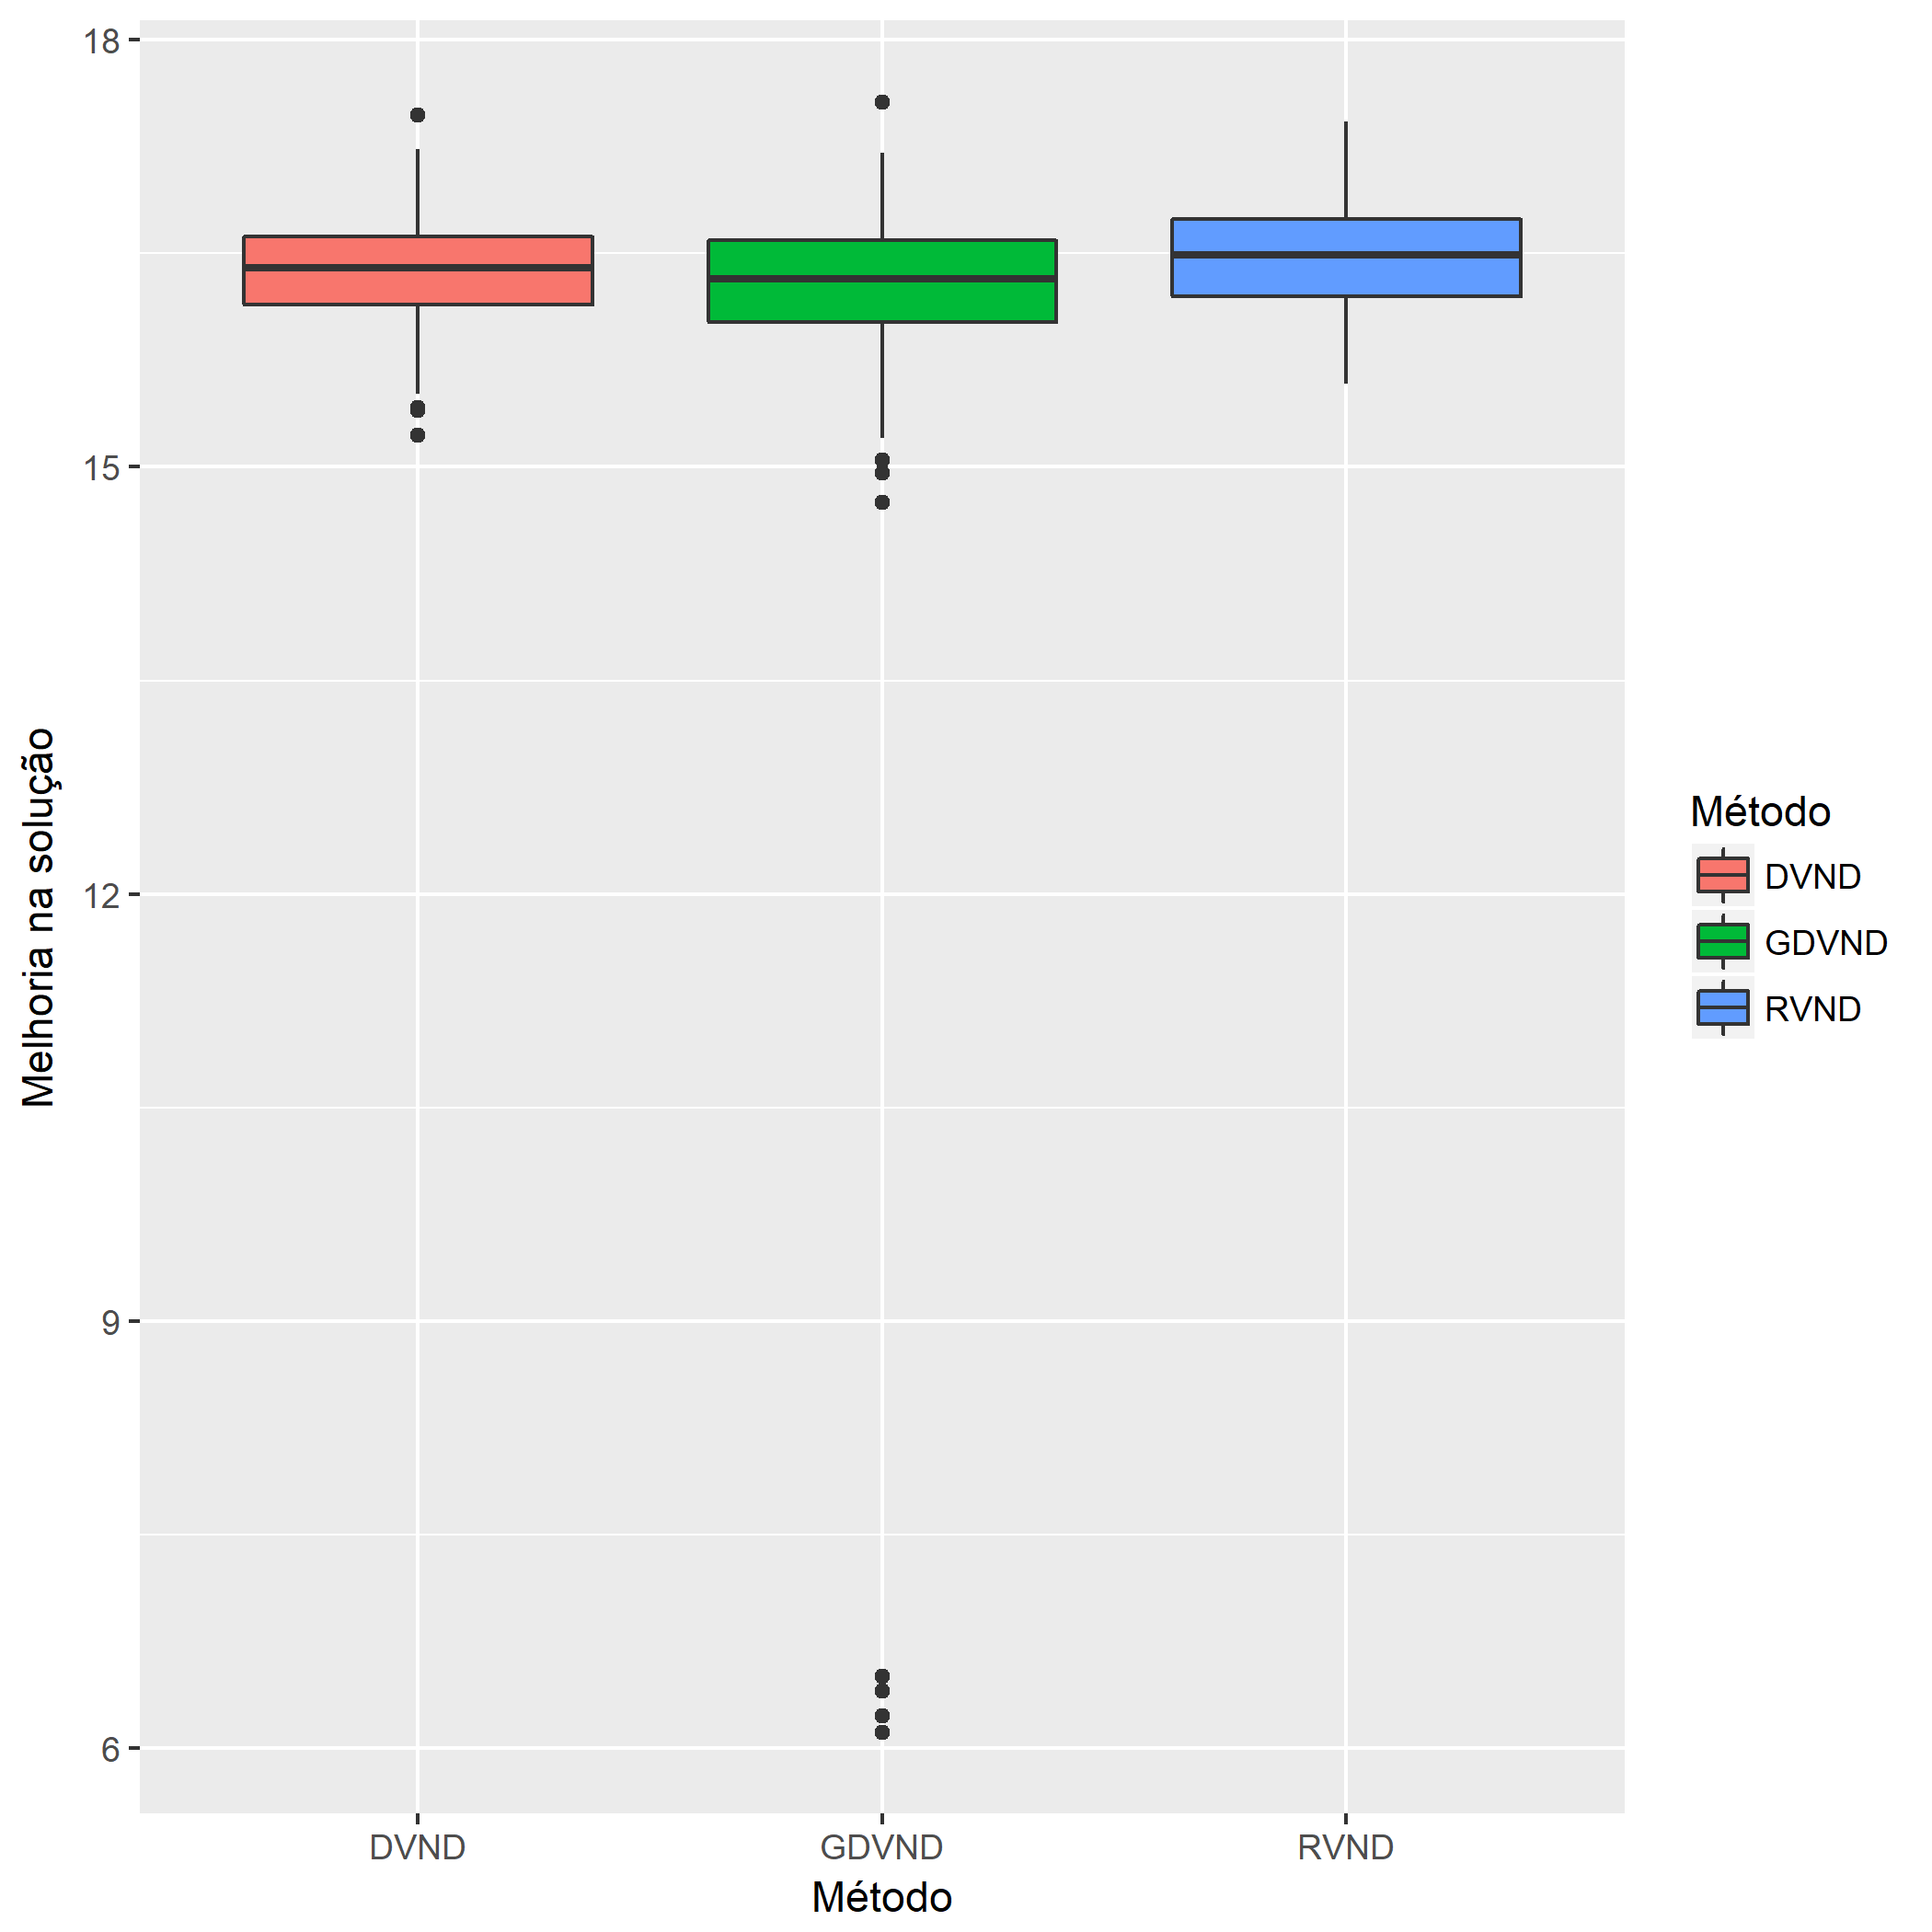 18
15
12
9
6
Melhoria na solução
DVND
GDVND
RVND
Método
Método
DVND
GDVND
RVND